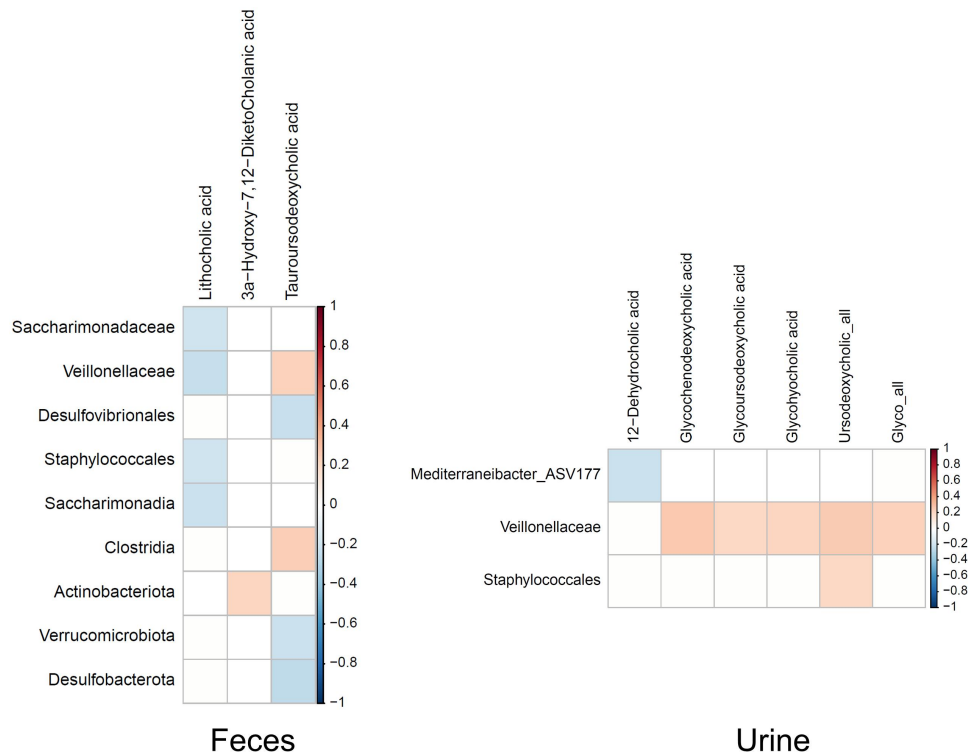 Lithocholic acid
3a−Hydroxy−7,12−DiketoCholanic acid
Tauroursodeoxycholic acid
Saccharimonadaceae
Veillonellaceae
Desulfovibrionales
Staphylococcales
Saccharimonadia
Clostridia
Actinobacteriota
Verrucomicrobiota
Desulfobacterota
1
0.8
0.6
0.4
0.2
0
−0.2
−0.4
−0.6
−0.8
−1
Feces
12−Dehydrocholic acid
Glycochenodeoxycholic acid
Glycoursodeoxycholic acid
Glycohyocholic acid
Ursodeoxycholic_all
Glyco_all
Mediterraneibacter_ASV177
Veillonellaceae
Staphylococcales
1
0.8
0.6
0.4
0.2
0
−0.2
−0.4
−0.6
−0.8
−1
Urine